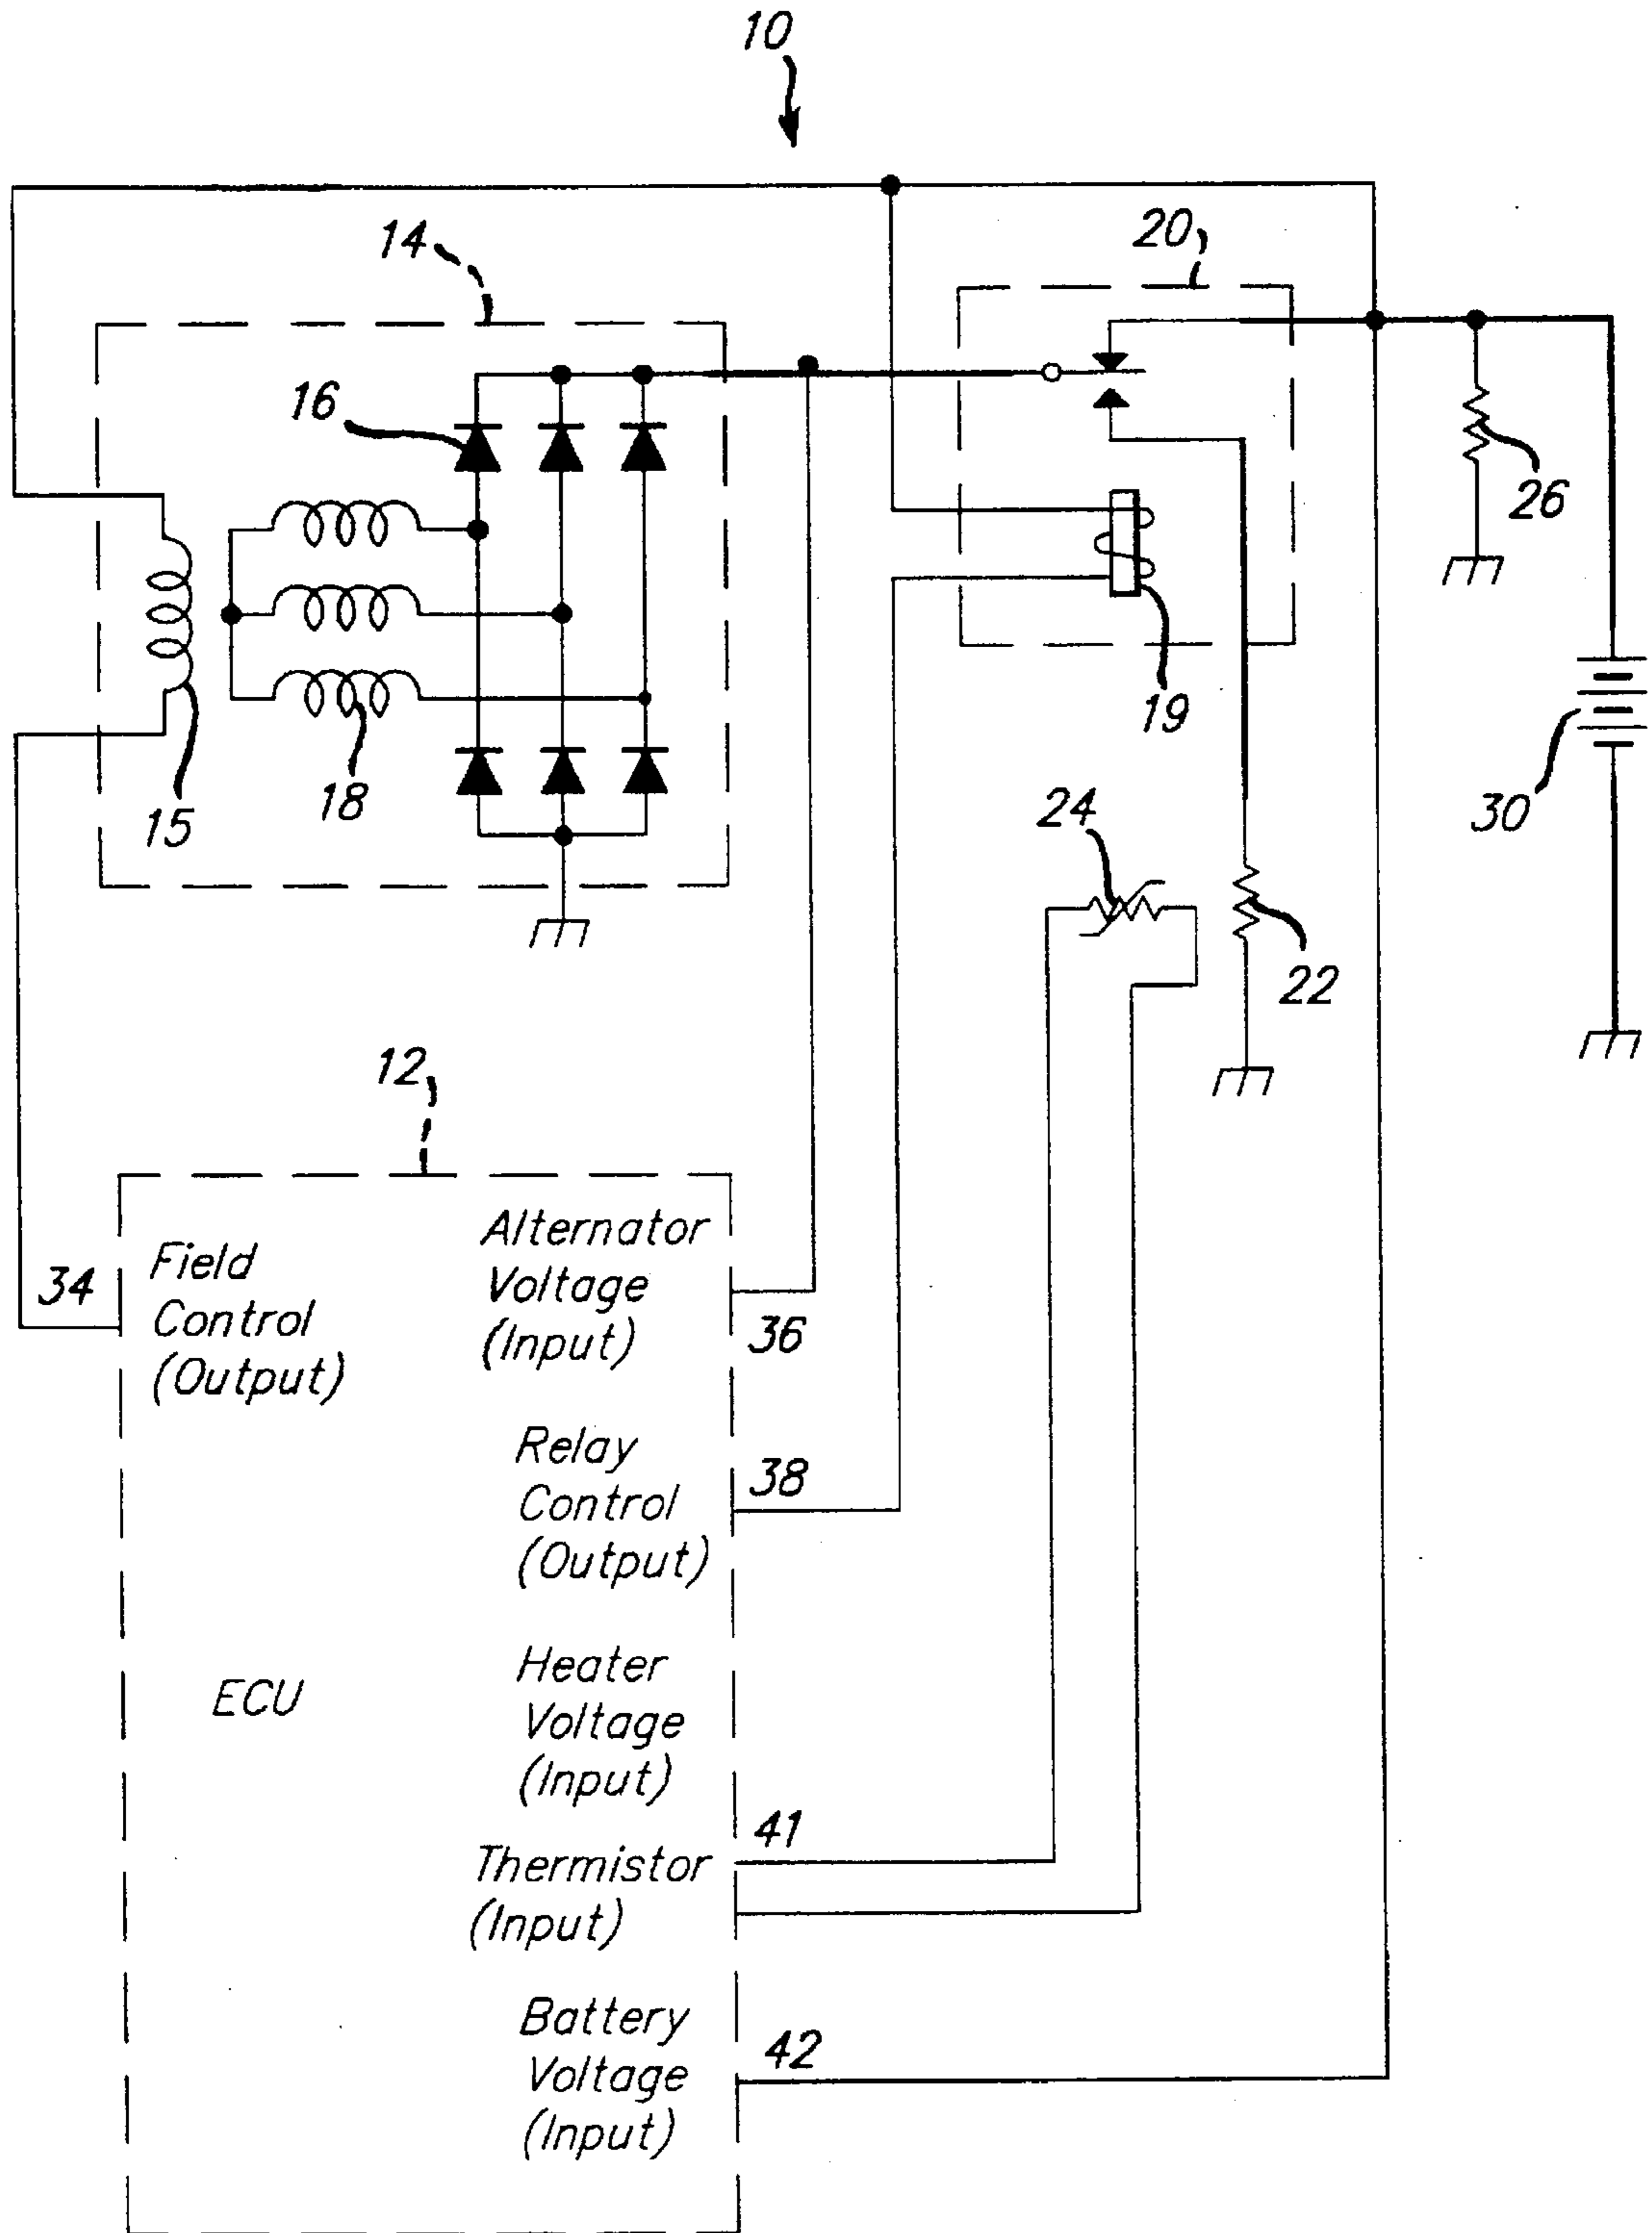 10
14
20
16
26
19
15
18
30
24
22
12
34
Field
Control
(Output)
Alternator
Voltage
(Input)
36
Relay
Control
(Output)
38
ECU
Heater
Voltage
(Input)
41
Thermistor
(Input)
Battery
Voltage
(Input)
42